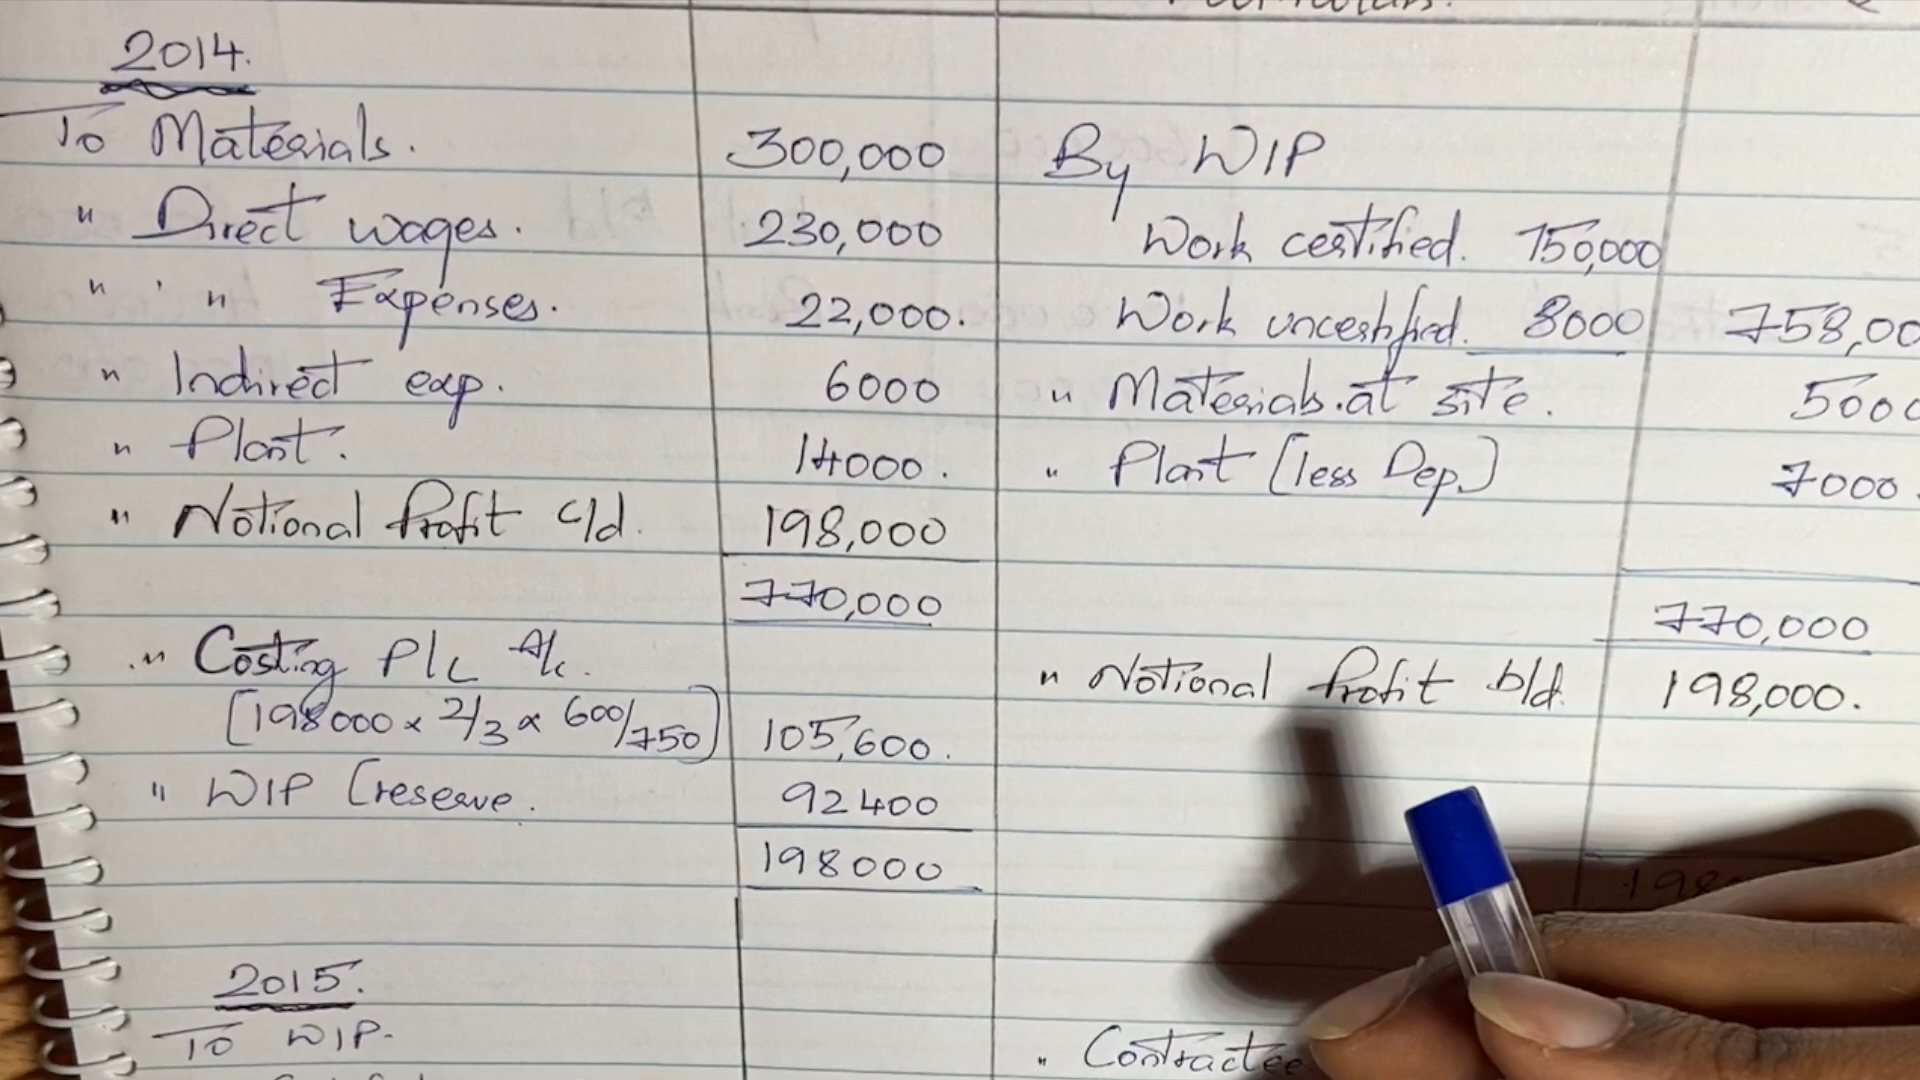 2014.
To Materials. 300,000 By WIP
" Direct wages. 230,000 Work certified. 750,000
" " Expenses. 22,000. Work uncertified. 8000 758,00
" Indirect exp. 6000 " Materials at site. 5000
" Plant. 14000. " Plant [less Dep.] 7000.
" Notional Profit c/d. 198,000
770,000 770,000
" Costing P/L A/c. " Notional Profit b/d. 198,000.
[198000 x 2/3 x 600/750] 105,600.
" WIP [reserve. 92400
198000
2015.
To WIP.
" Contractee